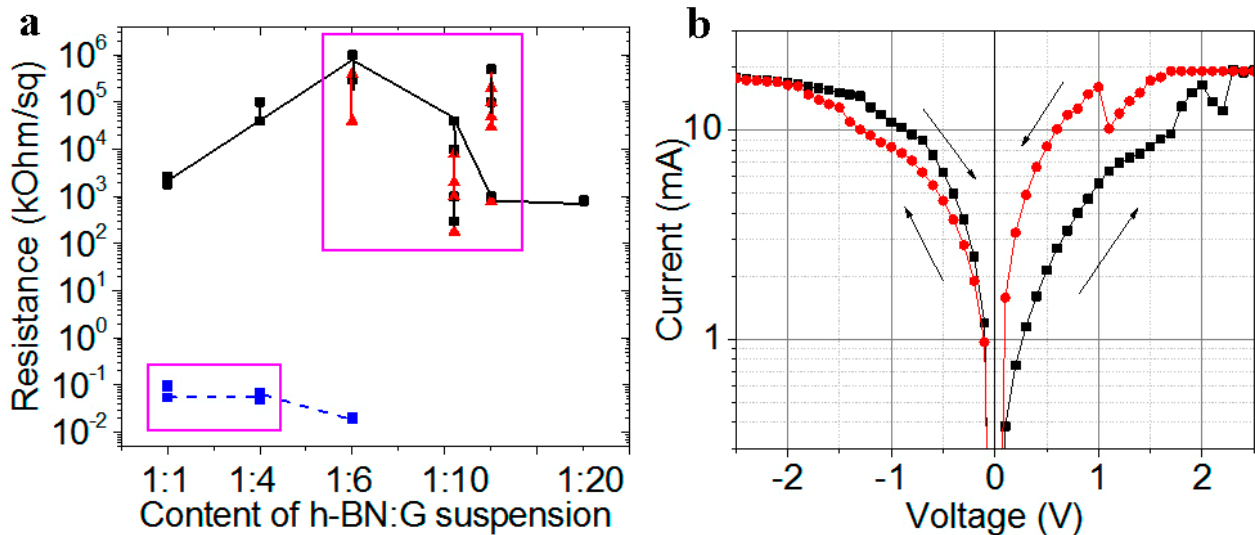 a
Resistance (kOhm/sq)
10^6
10^5
10^4
10^3
10^2
10^1
10^0
10^-1
10^-2
1:1 1:4 1:6 1:10 1:20
Content of h-BN:G suspension
b
Current (mA)
10
1
-2 -1 0 1 2
Voltage (V)